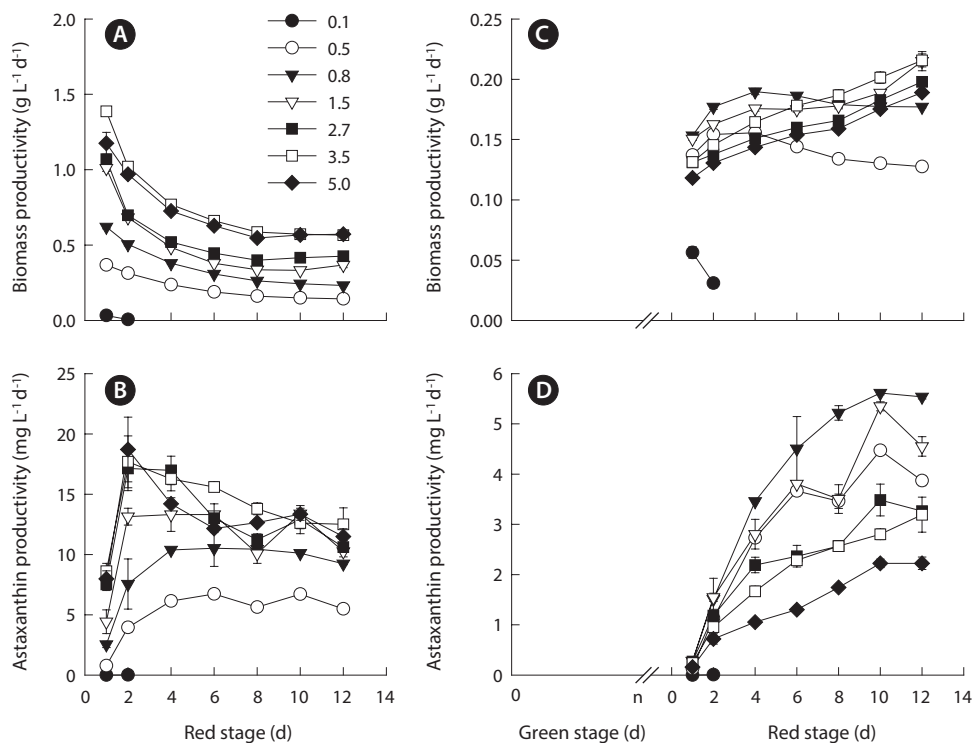 A
Biomass productivity (g L-1 d-1)
2.0
1.5
1.0
0.5
0.0
0.1
0.5
0.8
1.5
2.7
3.5
5.0
C
Biomass productivity (g L-1 d-1)
0.25
0.20
0.15
0.10
0.05
0.00
B
Astaxanthin productivity (mg L-1 d-1)
25
20
15
10
5
0
0 2 4 6 8 10 12 14
Red stage (d)
D
Astaxanthin productivity (mg L-1 d-1)
6
5
4
3
2
1
0
0 n 0 2 4 6 8 10 12 14
Green stage (d) Red stage (d)